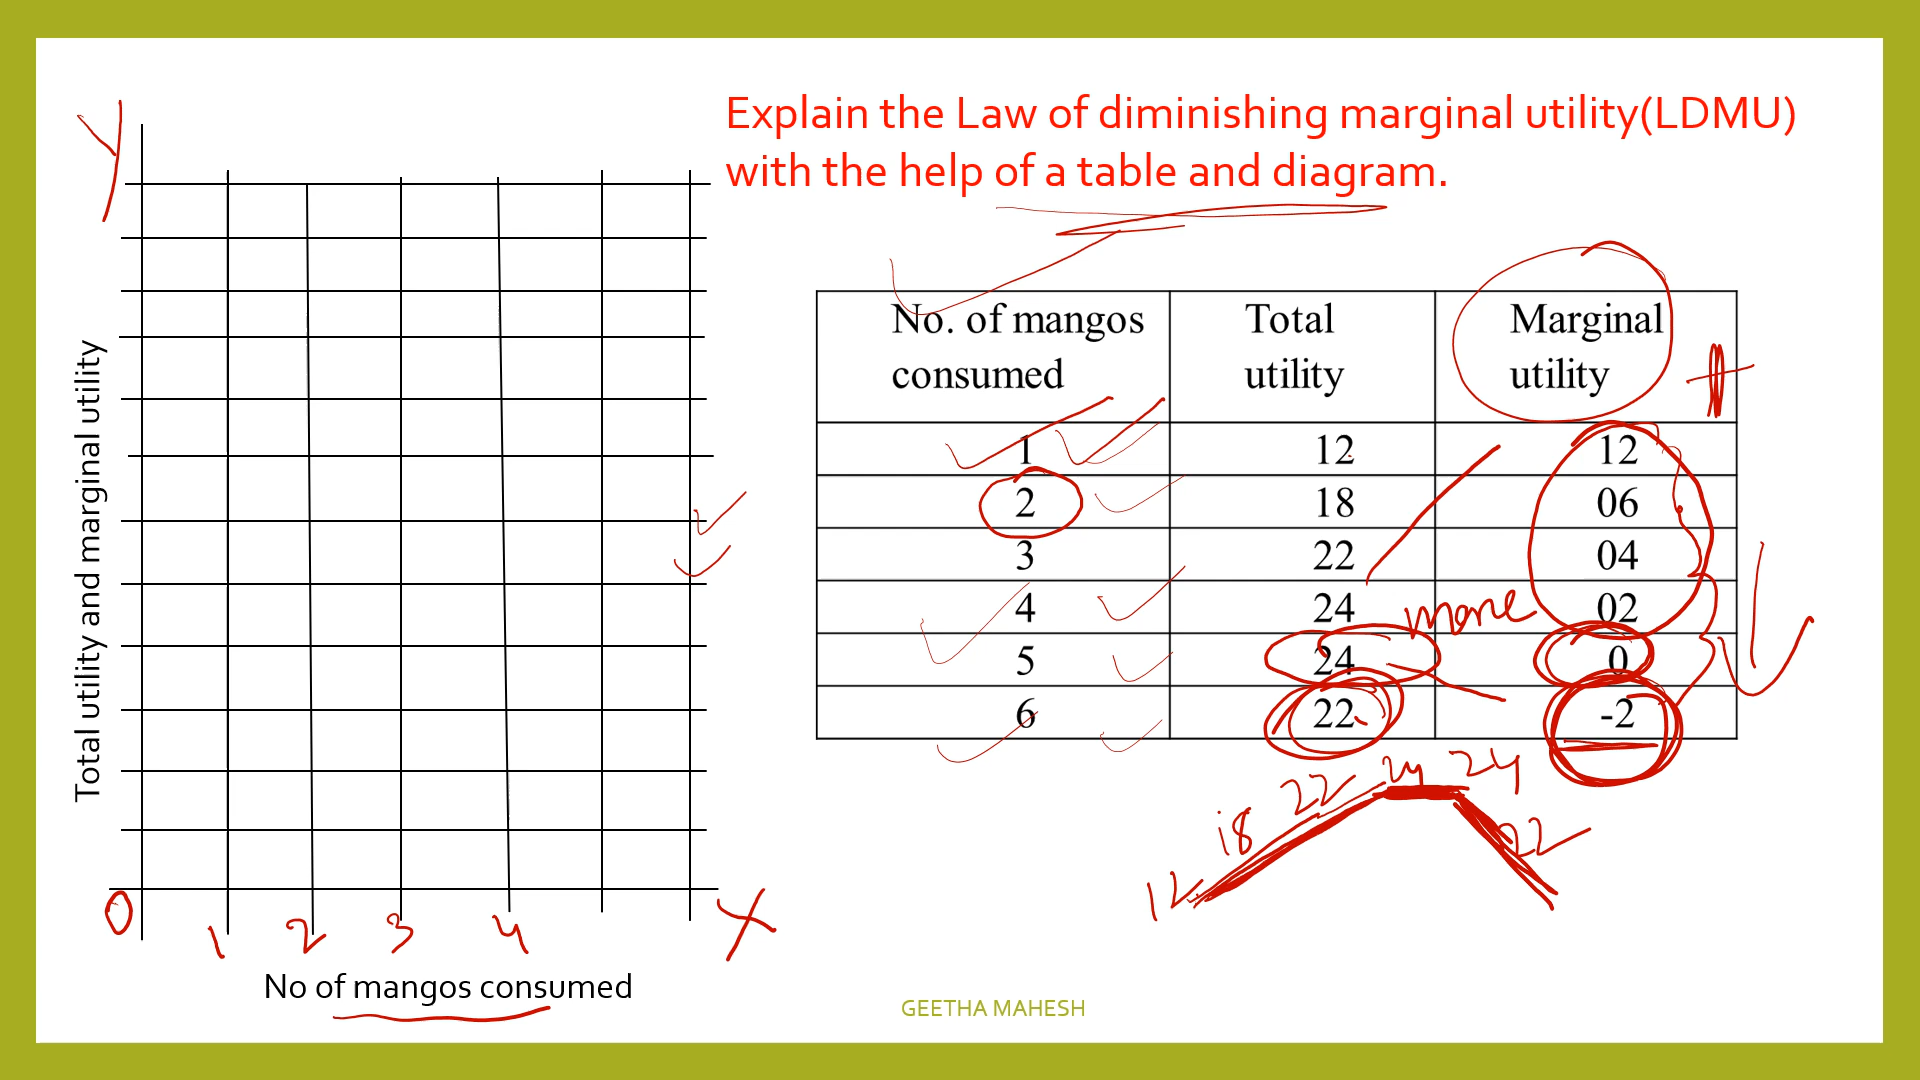 Explain the Law of diminishing marginal utility(LDMU)
with the help of a table and diagram.
Y
Total utility and marginal utility
0 1 2 3 4 X
No of mangos consumed
No. of mangos consumed Total utility Marginal utility
1 12 12
2 18 06
3 22 04
4 24 02
5 24 0
6 22 -2
more
12 18 22 24 24 22
GEETHA MAHESH